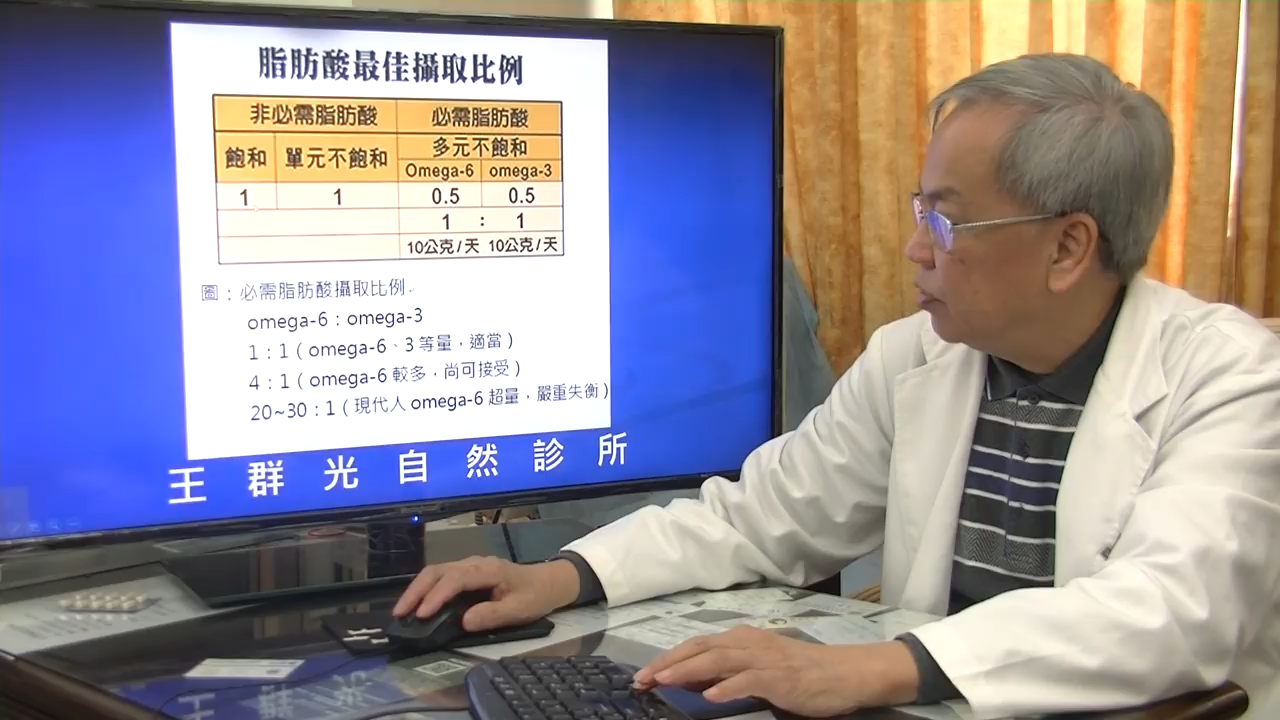 脂肪酸最佳攝取比例
非必需脂肪酸 必需脂肪酸
飽和 單元不飽和 多元不飽和
Omega-6 omega-3
1 1 0.5 0.5
1 : 1
10公克/天 10公克/天
圖：必需脂肪酸攝取比例.
omega-6：omega-3
1：1（omega-6、3 等量，適當）
4：1（omega-6 較多，尚可接受）
20~30：1（現代人 omega-6 超量，嚴重失衡）
王群光自然診所